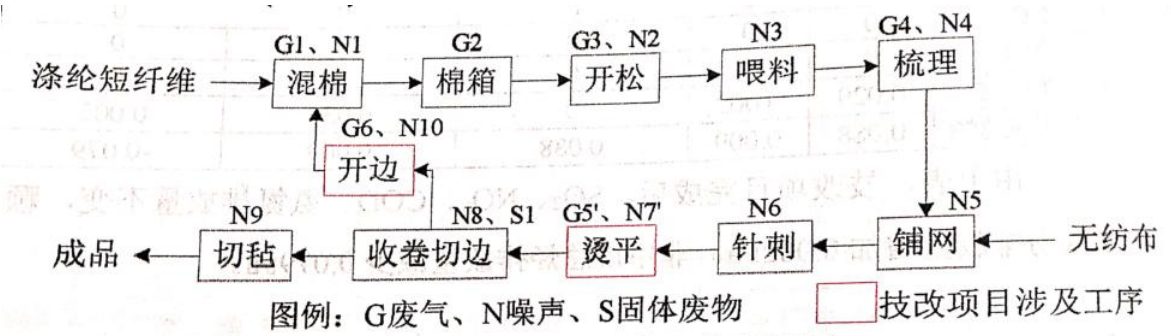 G1、N1 G2 G3、N2 N3 G4、N4
涤纶短纤维 混棉 棉箱 开松 喂料 梳理
G6、N10
开边
N9 N8、S1 G5'、N7' N6 N5
成品 切毡 收卷切边 烫平 针刺 铺网 无纺布
图例：G废气、N噪声、S固体废物 技改项目涉及工序